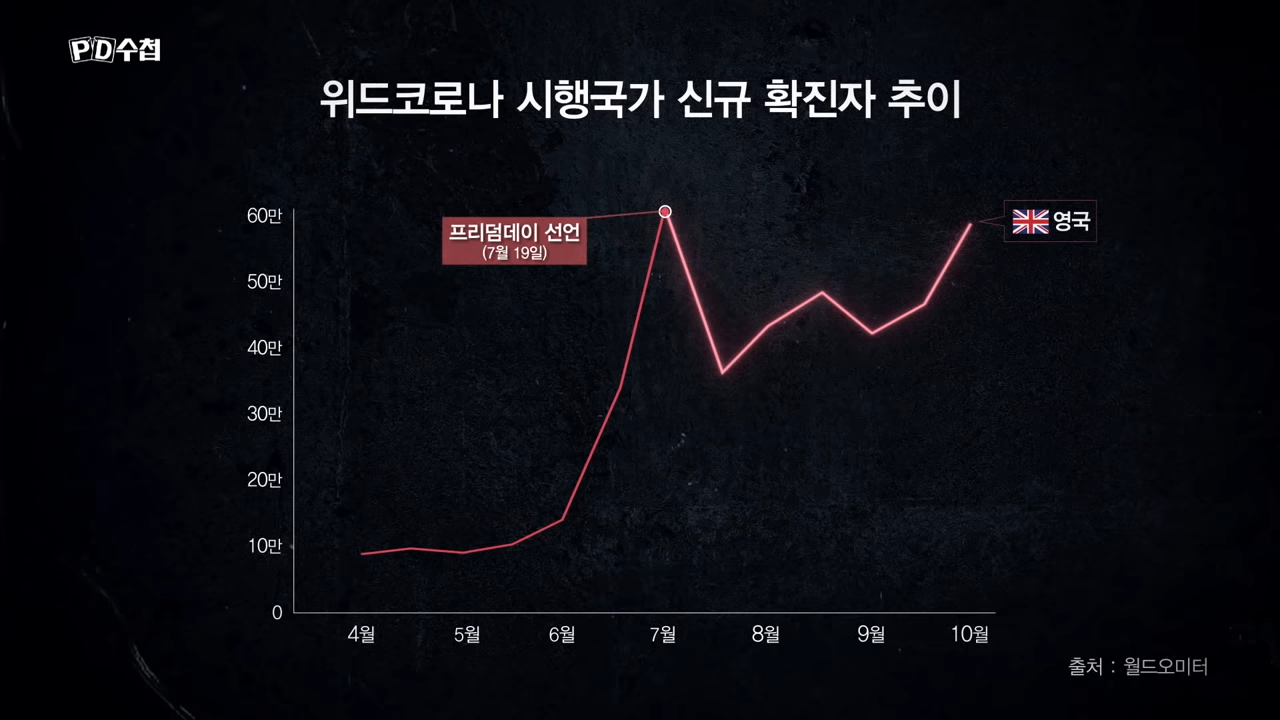 PD수첩
위드코로나 시행국가 신규 확진자 추이
60만
50만
40만
30만
20만
10만
0
프리덤데이 선언
(7월 19일)
영국
4월 5월 6월 7월 8월 9월 10월
출처 : 월드오미터